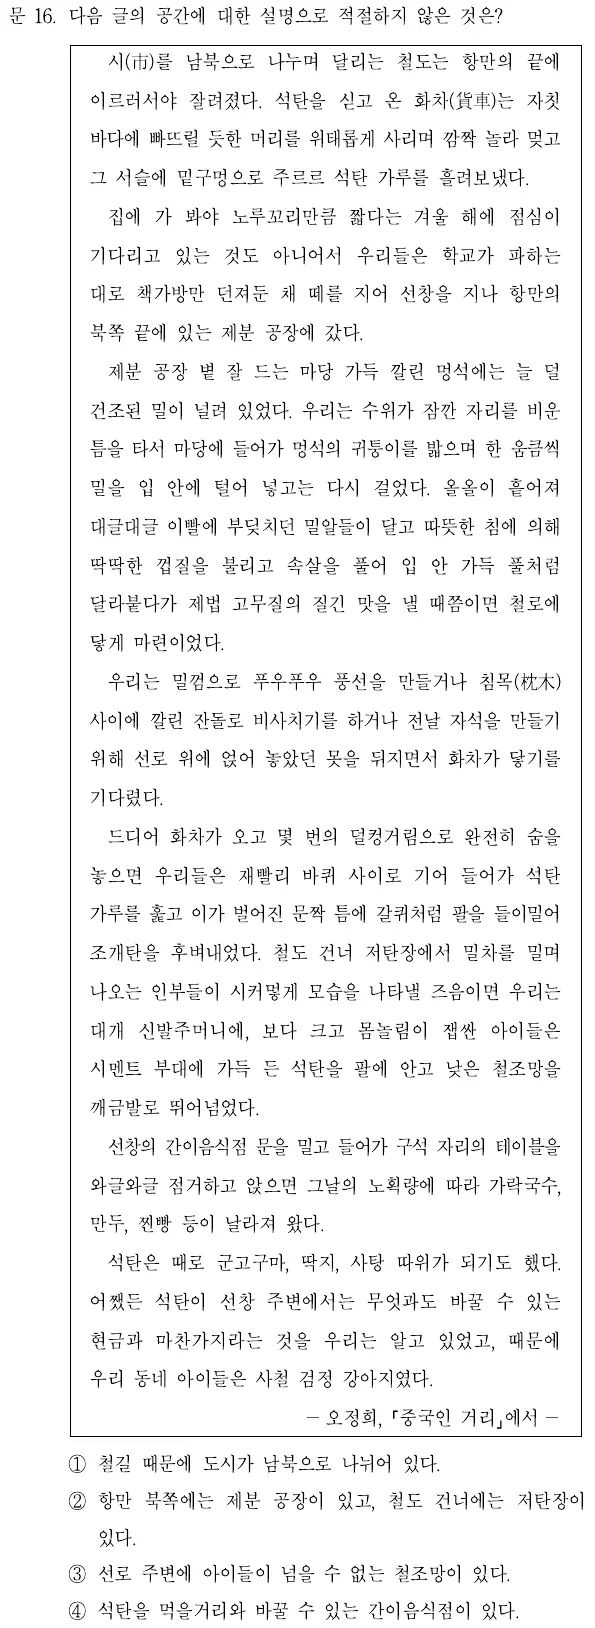 문 16. 다음 글의 공간에 대한 설명으로 적절하지 않은 것은?
시(市)를 남북으로 나누며 달리는 철도는 항만의 끝에
이르러서야 잘려졌다. 석탄을 싣고 온 화차(貨車)는 자칫
바다에 빠뜨릴 듯한 머리를 위태롭게 사리며 깜짝 놀라 멎고
그 서슬에 밑구멍으로 주르르 석탄 가루를 흘려보냈다.
집에 가 봐야 노루꼬리만큼 짧다는 겨울 해에 점심이
기다리고 있는 것도 아니어서 우리들은 학교가 파하는
대로 책가방만 던져둔 채 떼를 지어 선창을 지나 항만의
북쪽 끝에 있는 제분 공장에 갔다.
제분 공장 볕 잘 드는 마당 가득 깔린 멍석에는 늘 덜
건조된 밀이 널려 있었다. 우리는 수위가 잠깐 자리를 비운
틈을 타서 마당에 들어가 멍석의 귀퉁이를 밟으며 한 움큼씩
밀을 입 안에 털어 넣고는 다시 걸었다. 올올이 흩어져
대글대글 이빨에 부딪치던 밀알들이 달고 따뜻한 침에 의해
딱딱한 껍질을 불리고 속살을 풀어 입 안 가득 풀처럼
달라붙다가 제법 고무질의 질긴 맛을 낼 때쯤이면 철로에
닿게 마련이었다.
우리는 밀껌으로 푸우푸우 풍선을 만들거나 침목(枕木)
사이에 깔린 잔돌로 비사치기를 하거나 전날 자석을 만들기
위해 선로 위에 얹어 놓았던 못을 뒤지면서 화차가 닿기를
기다렸다.
드디어 화차가 오고 몇 번의 덜컹거림으로 완전히 숨을
놓으면 우리들은 재빨리 바퀴 사이로 기어 들어가 석탄
가루를 훑고 이가 벌어진 문짝 틈에 갈퀴처럼 팔을 들이밀어
조개탄을 후벼내었다. 철도 건너 저탄장에서 밀차를 밀며
나오는 인부들이 시커멓게 모습을 나타낼 즈음이면 우리는
대개 신발주머니에, 보다 크고 몸놀림이 잽싼 아이들은
시멘트 부대에 가득 든 석탄을 팔에 안고 낮은 철조망을
깨금발로 뛰어넘었다.
선창의 간이음식점 문을 밀고 들어가 구석 자리의 테이블을
와글와글 점거하고 앉으면 그날의 노획량에 따라 가락국수,
만두, 찐빵 등이 날라져 왔다.
석탄은 때로 군고구마, 딱지, 사탕 따위가 되기도 했다.
어쨌든 석탄이 선창 주변에서는 무엇과도 바꿀 수 있는
현금과 마찬가지라는 것을 우리는 알고 있었고, 때문에
우리 동네 아이들은 사철 검정 강아지였다.
－오정희, 「중국인 거리」에서－
① 철길 때문에 도시가 남북으로 나뉘어 있다.
② 항만 북쪽에는 제분 공장이 있고, 철도 건너에는 저탄장이
있다.
③ 선로 주변에 아이들이 넘을 수 없는 철조망이 있다.
④ 석탄을 먹을거리와 바꿀 수 있는 간이음식점이 있다.